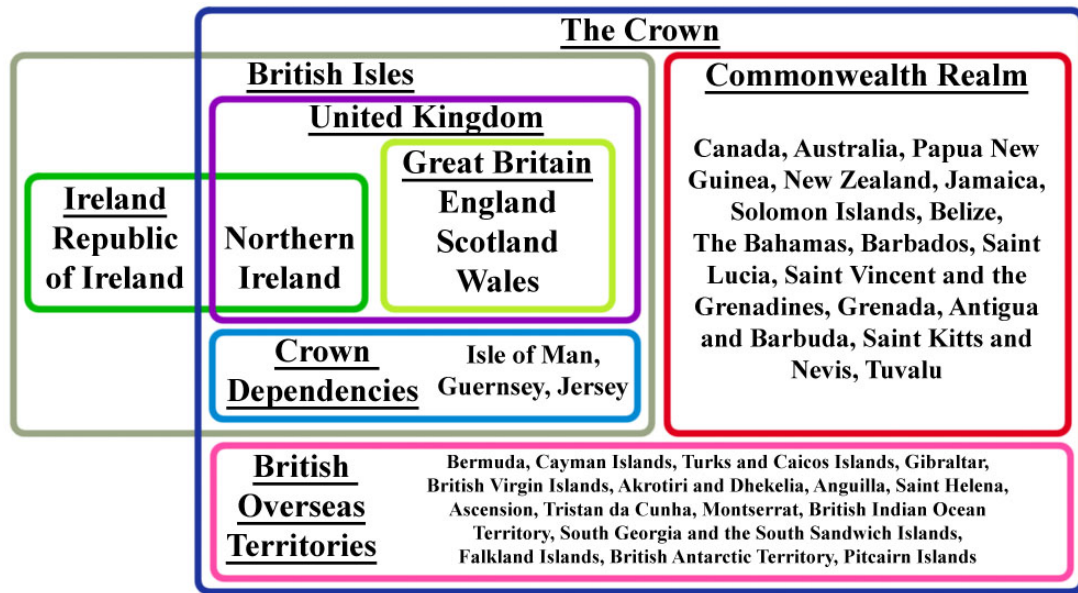 The Crown
British Isles
United Kingdom
Great Britain
England
Scotland
Wales
Ireland
Republic
of Ireland
Northern
Ireland
Crown
Dependencies
Isle of Man,
Guernsey, Jersey
Commonwealth Realm
Canada, Australia, Papua New
Guinea, New Zealand, Jamaica,
Solomon Islands, Belize,
The Bahamas, Barbados, Saint
Lucia, Saint Vincent and the
Grenadines, Grenada, Antigua
and Barbuda, Saint Kitts and
Nevis, Tuvalu
British
Overseas
Territories
Bermuda, Cayman Islands, Turks and Caicos Islands, Gibraltar,
British Virgin Islands, Akrotiri and Dhekelia, Anguilla, Saint Helena,
Ascension, Tristan da Cunha, Montserrat, British Indian Ocean
Territory, South Georgia and the South Sandwich Islands,
Falkland Islands, British Antarctic Territory, Pitcairn Islands